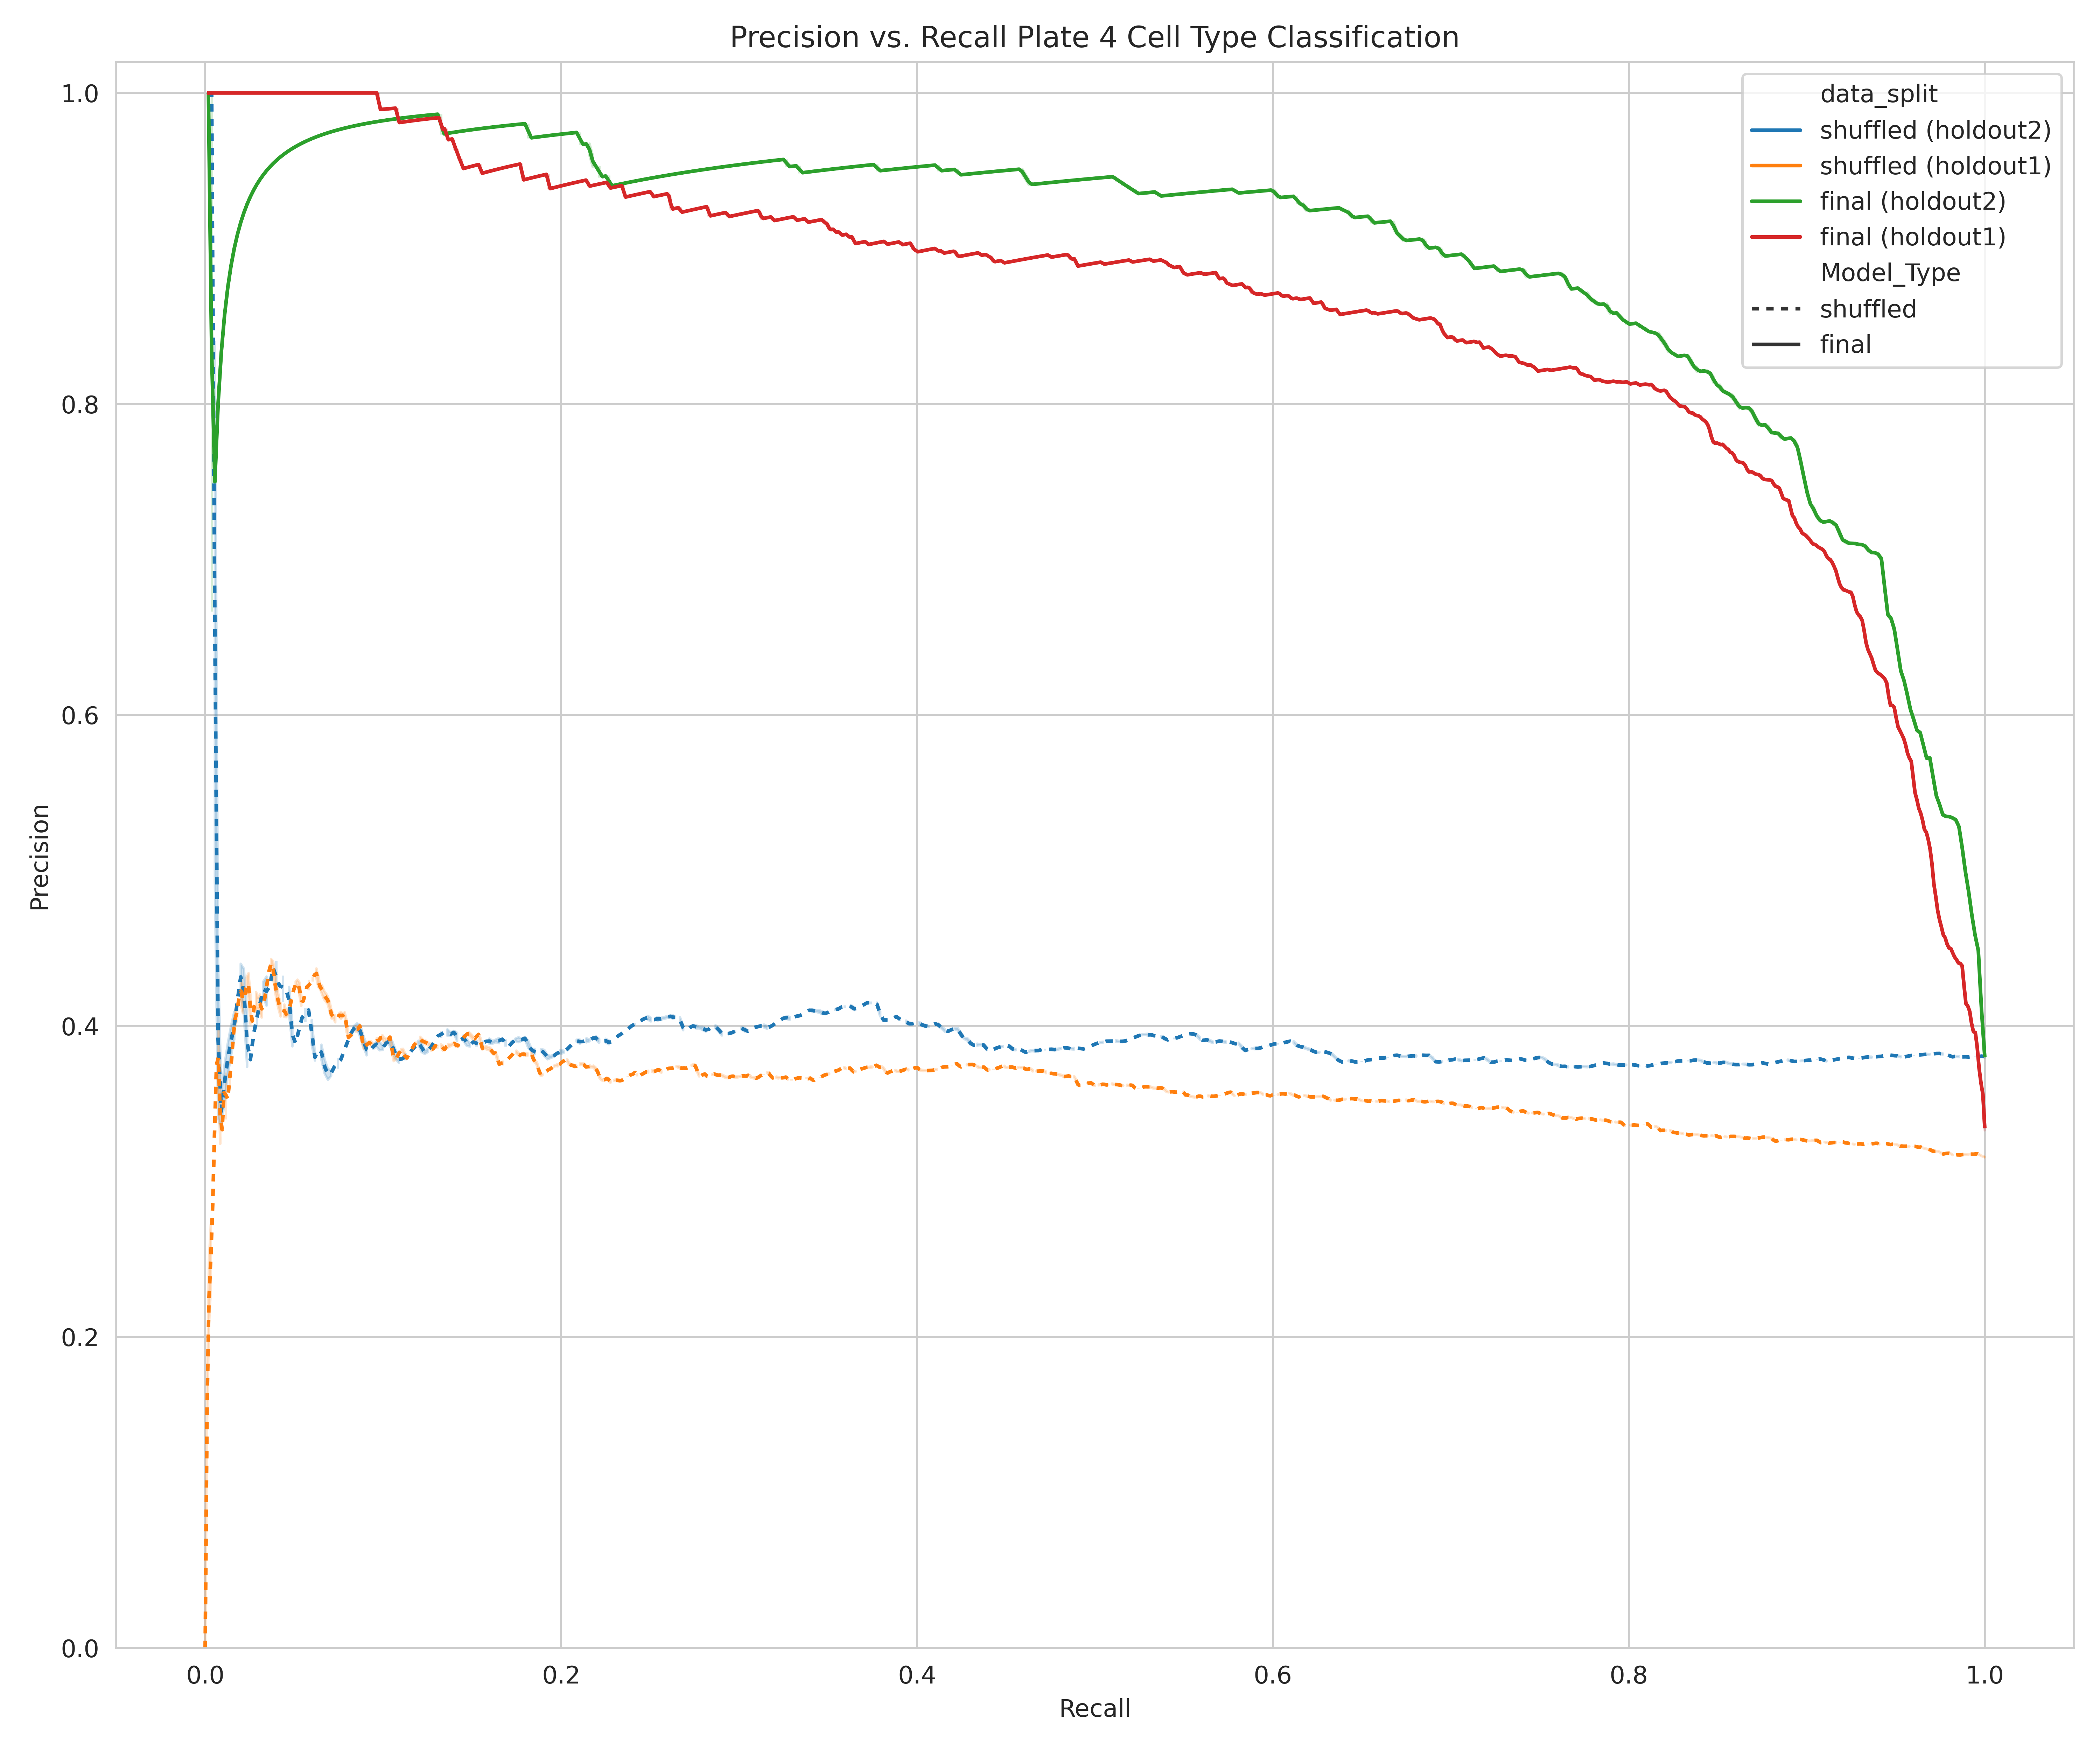 Precision vs. Recall Plate 4 Cell Type Classification
data_split
shuffled (holdout2)
shuffled (holdout1)
final (holdout2)
final (holdout1)
Model_Type
shuffled
final
Precision
1.0
0.8
0.6
0.4
0.2
0.0
0.0 0.2 0.4 0.6 0.8 1.0
Recall